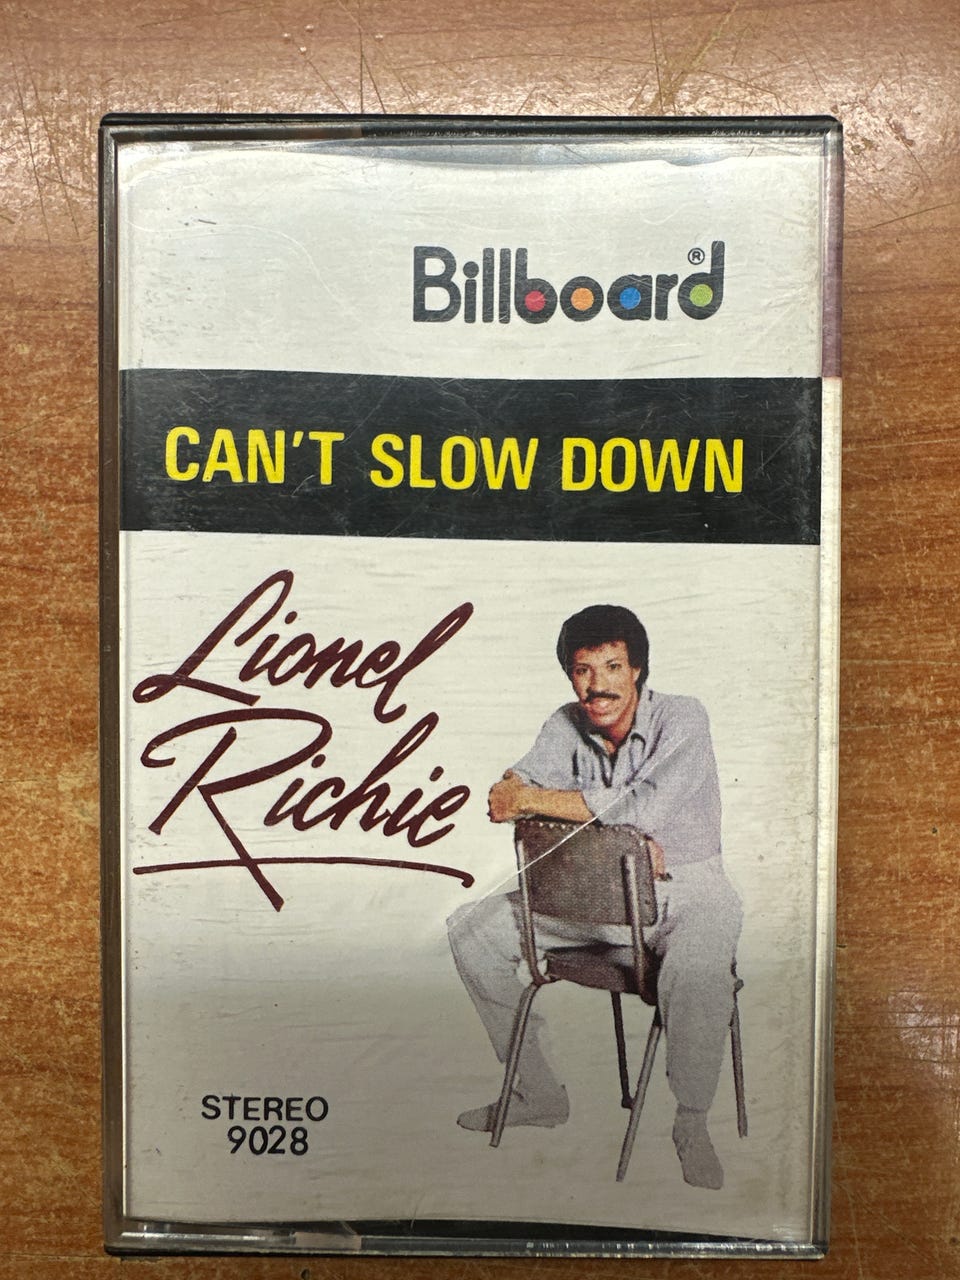 Billboard®
CAN'T SLOW DOWN
Lionel
Richie
STEREO
9028